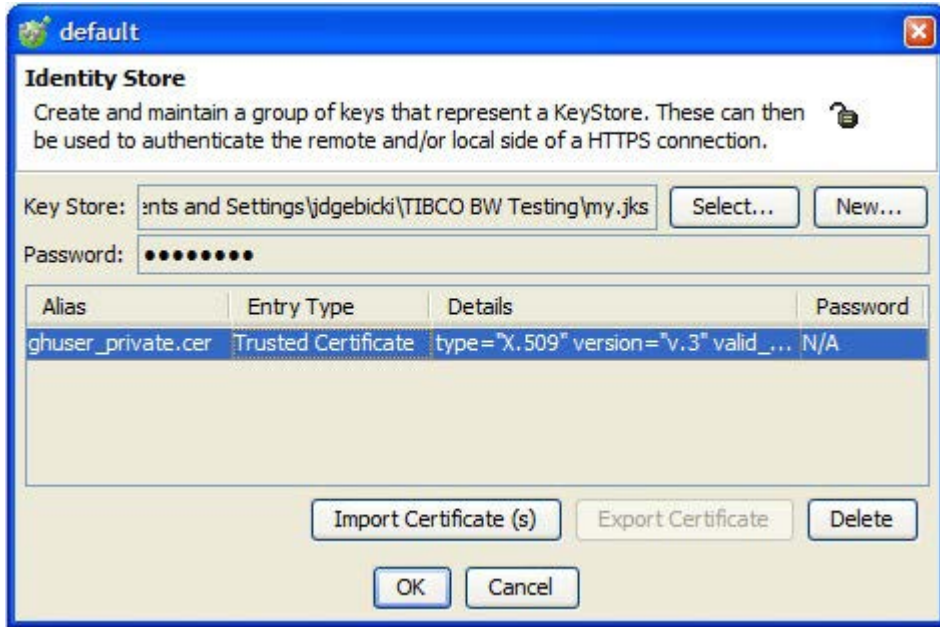 default
Identity Store
Create and maintain a group of keys that represent a KeyStore. These can then
be used to authenticate the remote and/or local side of a HTTPS connection.
Key Store: ents and Settings\jdgebicki\TIBCO BW Testing\my.jks Select... New...
Password: ●●●●●●●●
Alias Entry Type Details Password
ghuser_private.cer Trusted Certificate type="X.509" version="v.3" valid_... N/A
Import Certificate (s) Export Certificate Delete
OK Cancel